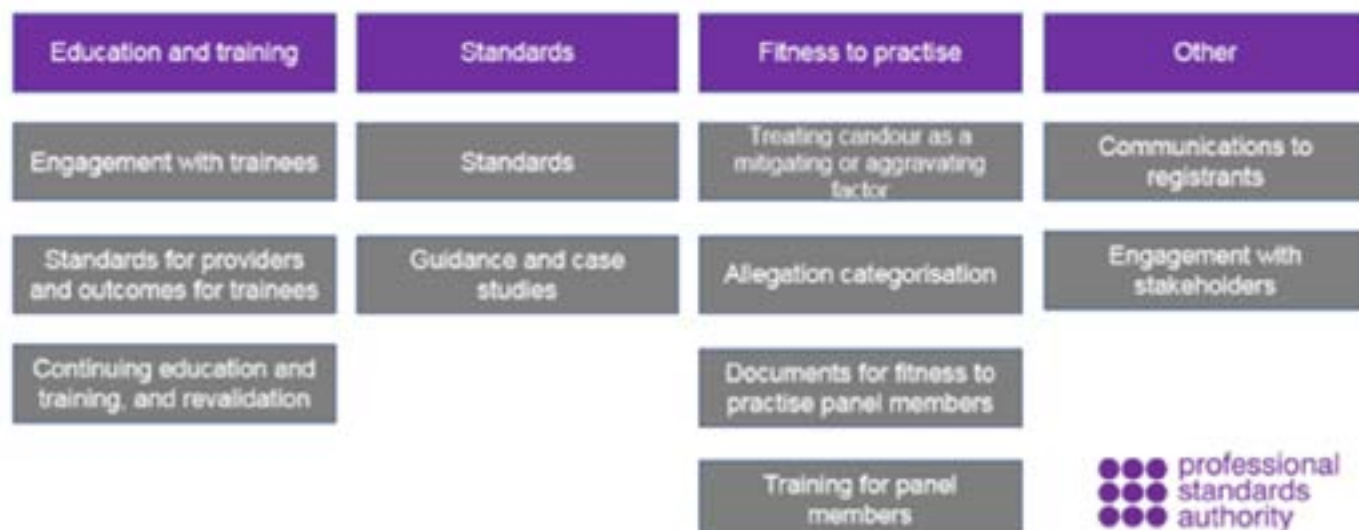 Education and training
Standards
Fitness to practise
Other
Engagement with trainees
Standards
Treating candour as a
mitigating or aggravating
factor
Communications to
registrants
Standards for providers
and outcomes for trainees
Guidance and case
studies
Allegation categorisation
Engagement with
stakeholders
Continuing education and
training, and revalidation
Documents for fitness to
practise panel members
Training for panel
members
professional
standards
authority